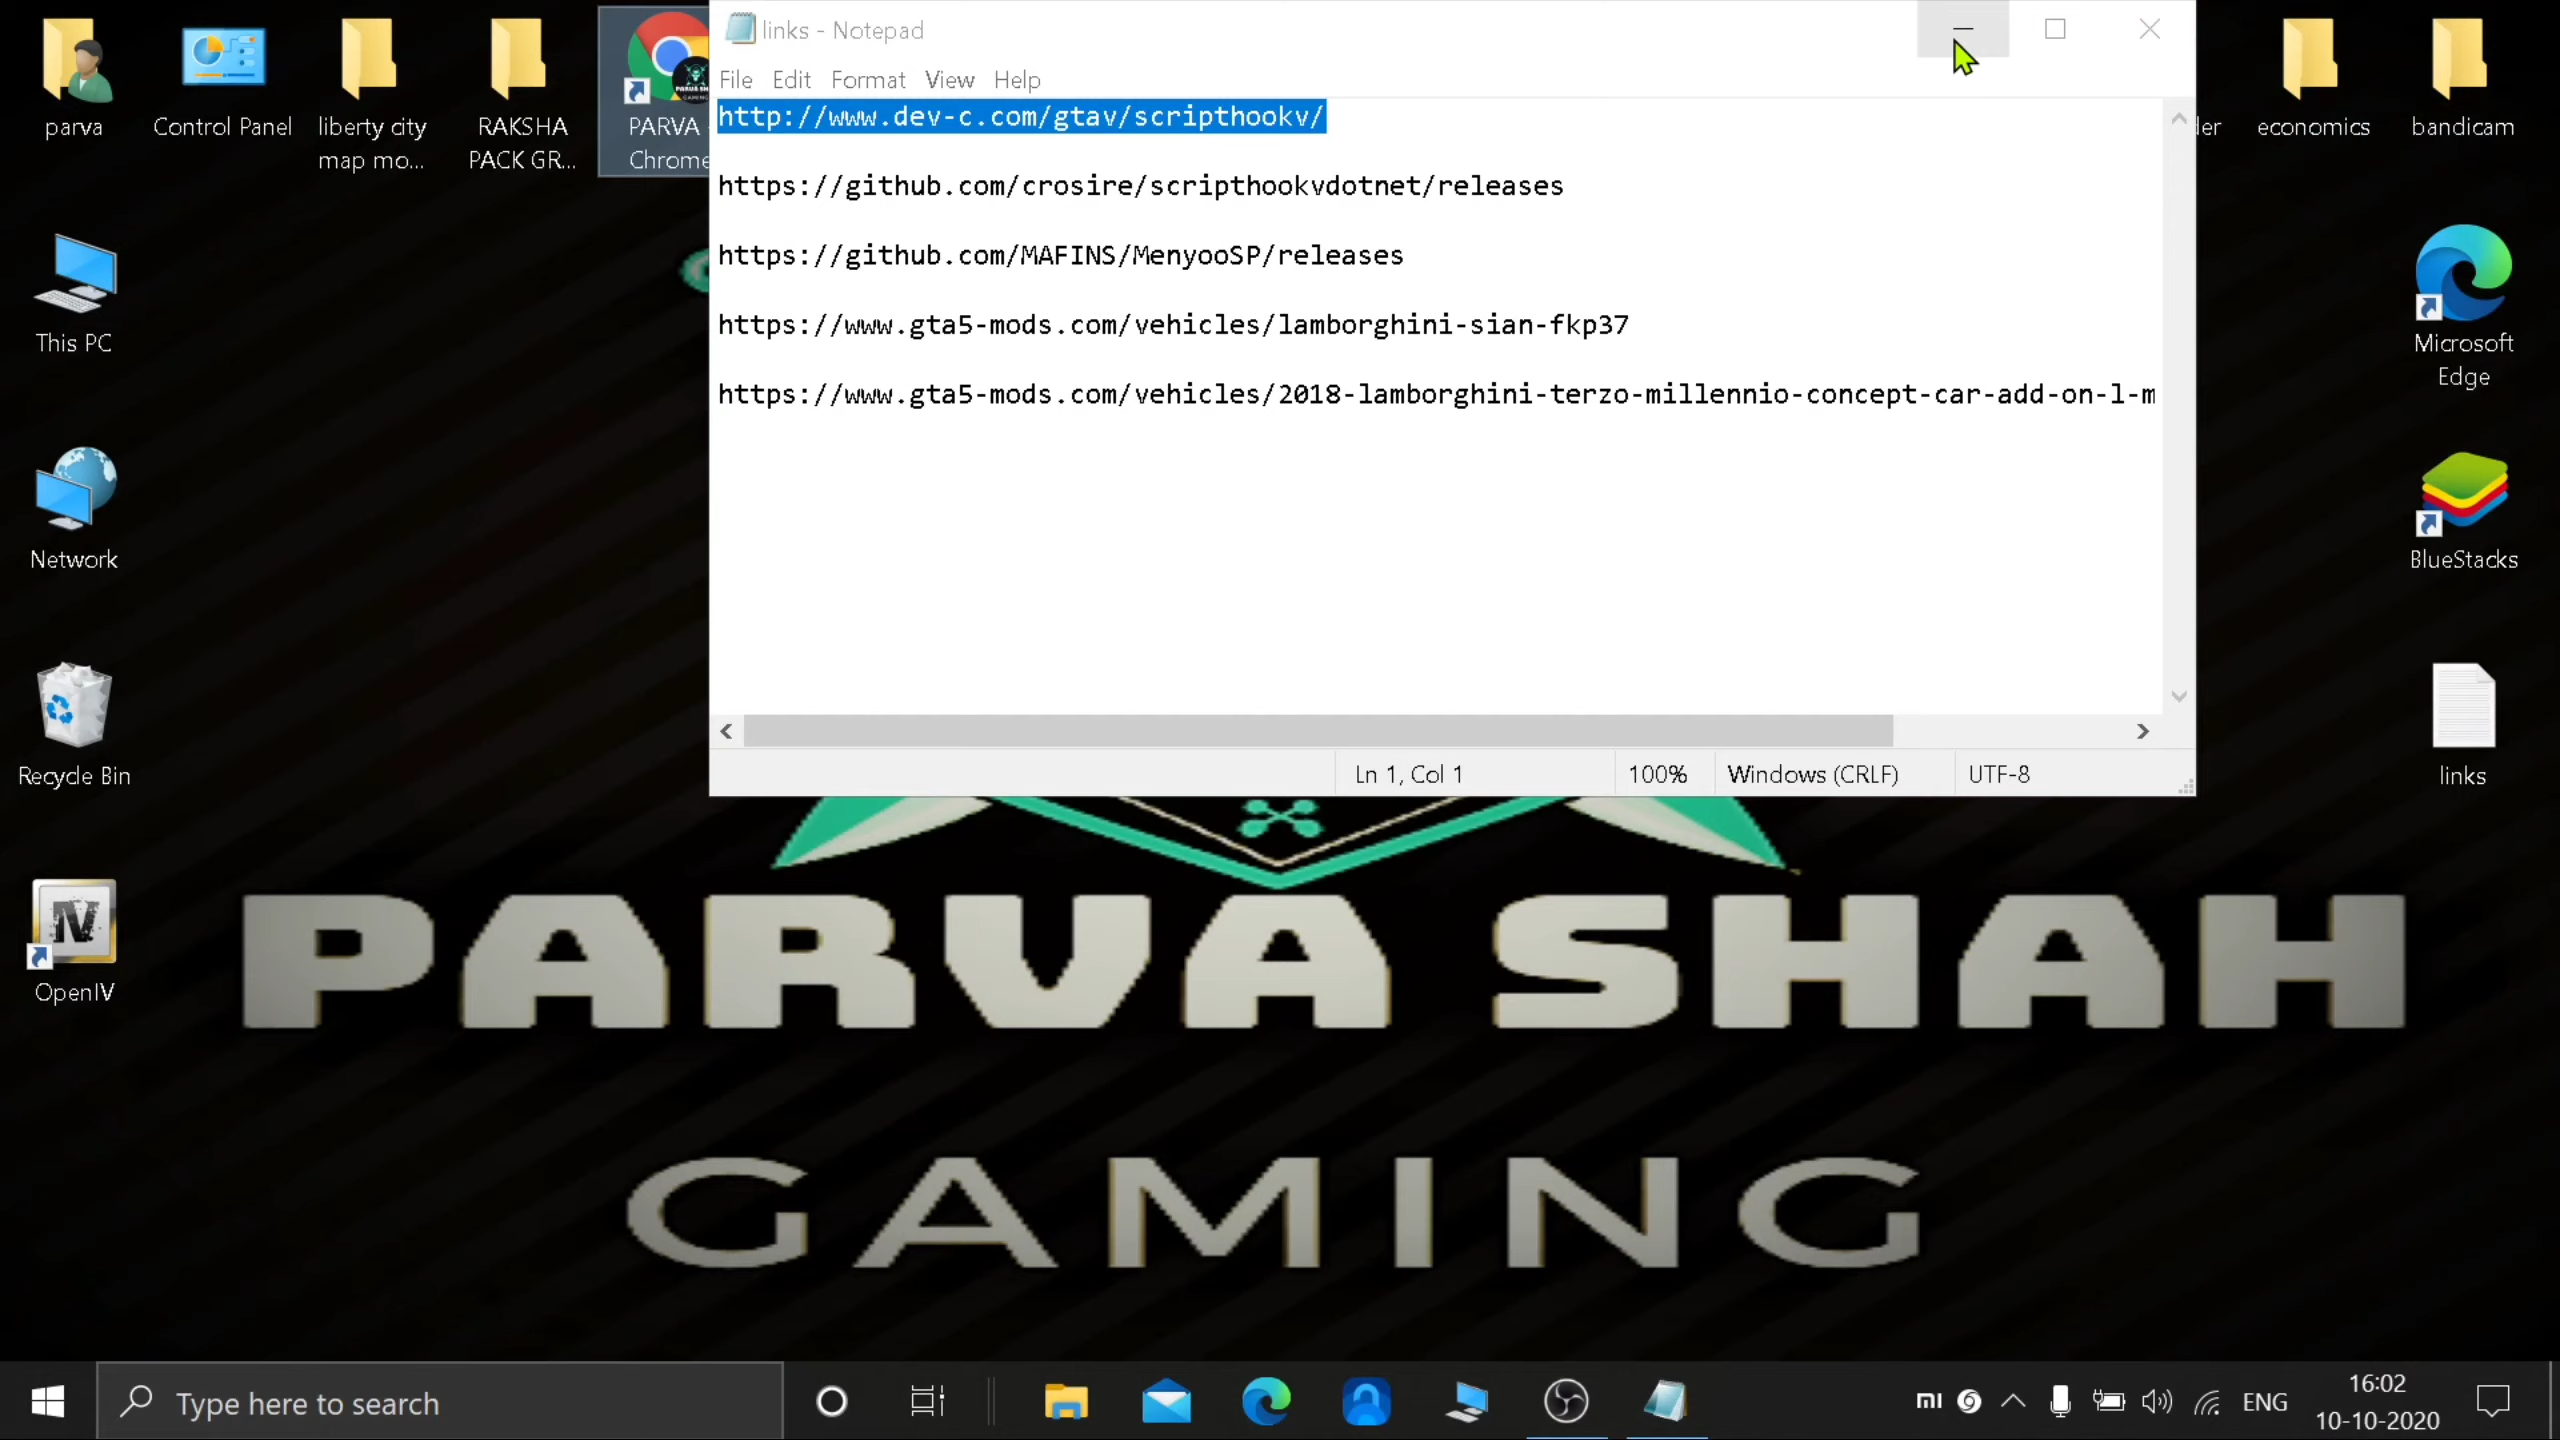 links - Notepad
File Edit Format View Help
http://www.dev-c.com/gtav/scripthookv/
https://github.com/crosire/scripthookvdotnet/releases
https://github.com/MAFINS/MenyooSP/releases
https://www.gta5-mods.com/vehicles/lamborghini-sian-fkp37
https://www.gta5-mods.com/vehicles/2018-lamborghini-terzo-millennio-concept-car-add-on-l-m
Ln 1, Col 1 100% Windows (CRLF) UTF-8
parva
Control Panel
liberty city
map mo...
RAKSHA
PACK GR...
PARVA
Chrome
economics
bandicam
This PC
Microsoft
Edge
Network
BlueStacks
Recycle Bin
links
OpenIV
PARVA SHAH
GAMING
Type here to search
ENG
16:02
10-10-2020